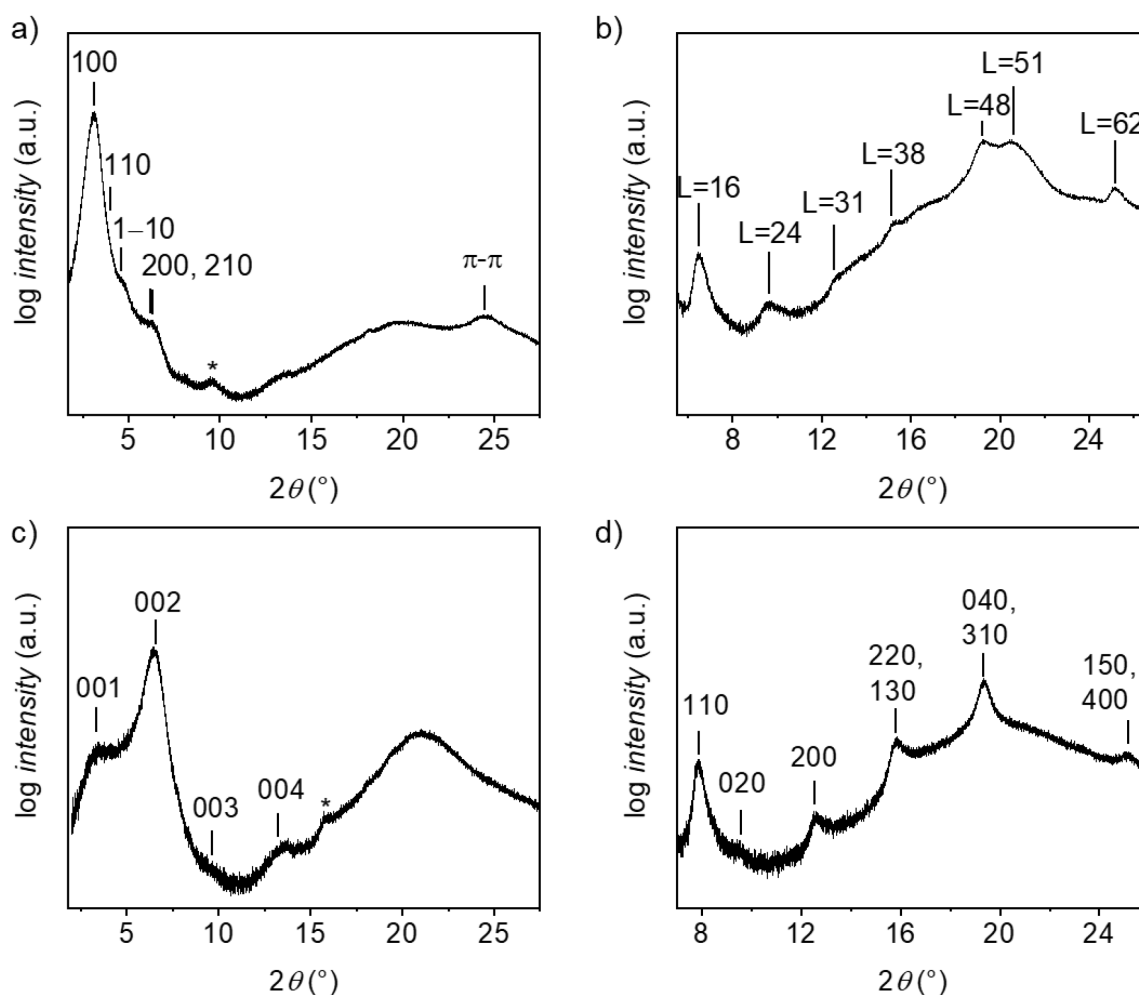 a)
100
110
1–10
200, 210
*
π-π
log intensity (a.u.)
5 10 15 20 25
2θ (°)
b)
L=16
L=24
L=31
L=38
L=48
L=51
L=62
log intensity (a.u.)
8 12 16 20 24
2θ (°)
c)
001
002
003
004
*
log intensity (a.u.)
5 10 15 20 25
2θ (°)
d)
110
020
200
220,
130
040,
310
150,
400
log intensity (a.u.)
8 12 16 20 24
2θ (°)